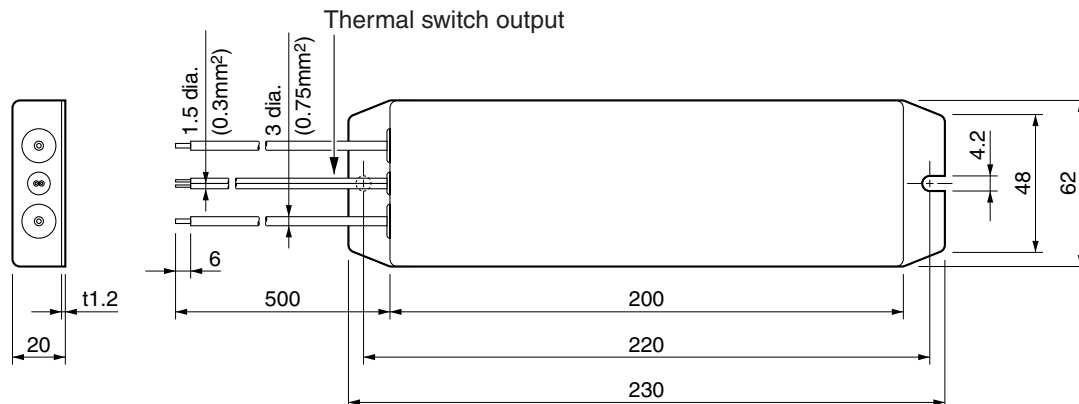 Thermal switch output
1.5 dia.
(0.3mm²)
3 dia.
(0.75mm²)
4.2
48
62
6
t1.2
500
200
20
220
230